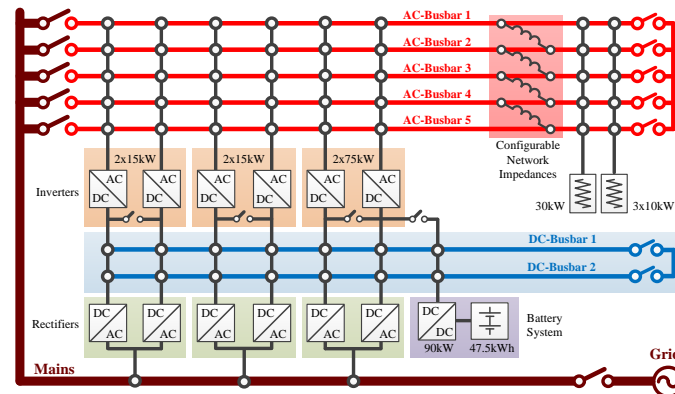 AC-Busbar 1
AC-Busbar 2
AC-Busbar 3
AC-Busbar 4
AC-Busbar 5
Configurable
Network
Impedances
2x15kW
2x15kW
2x75kW
Inverters
AC
DC
AC
DC
AC
DC
AC
DC
AC
DC
AC
DC
30kW
3x10kW
DC-Busbar 1
DC-Busbar 2
Rectifiers
DC
AC
DC
AC
DC
AC
DC
AC
DC
AC
DC
AC
DC
DC
Battery
System
90kW
47.5kWh
Mains
Grid